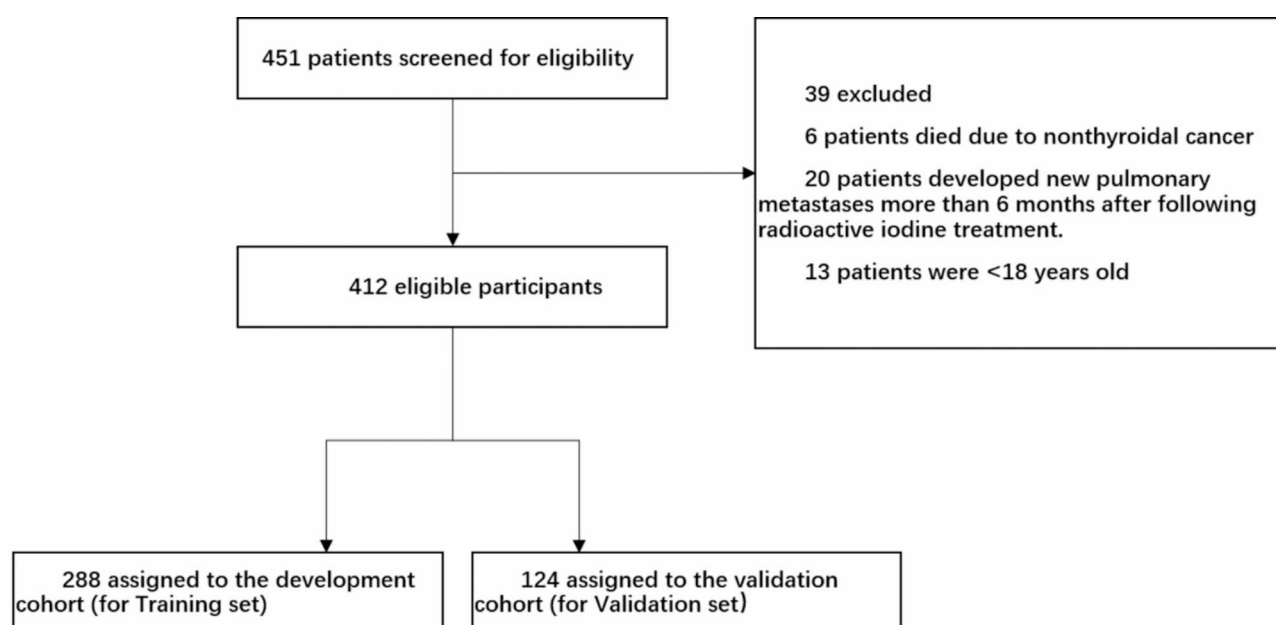 451 patients screened for eligibility
39 excluded
6 patients died due to nonthyroidal cancer
20 patients developed new pulmonary
metastases more than 6 months after following
radioactive iodine treatment.
13 patients were <18 years old
412 eligible participants
288 assigned to the development
cohort (for Training set)
124 assigned to the validation
cohort (for Validation set)